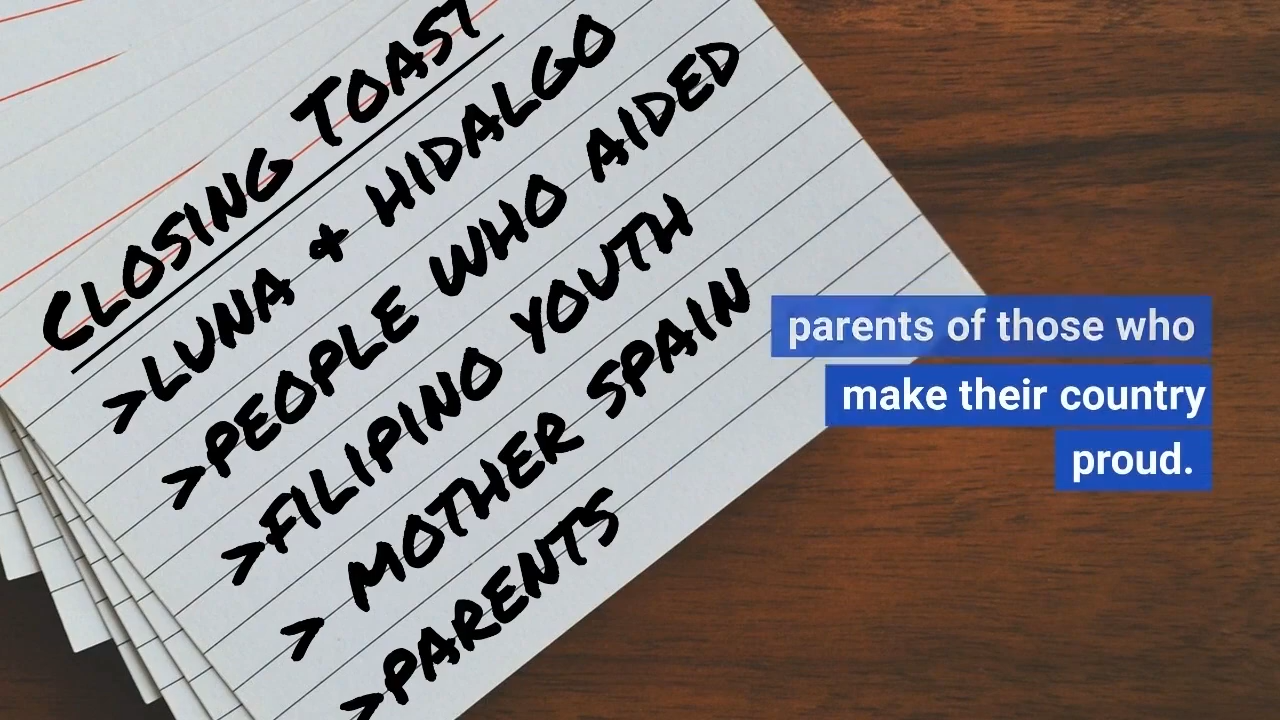 CLOSING TOAST
>LUNA & HIDALGO
>PEOPLE WHO AIDED
>FILIPINO YOUTH
> MOTHER SPAIN
>PARENTS
parents of those who
make their country
proud.